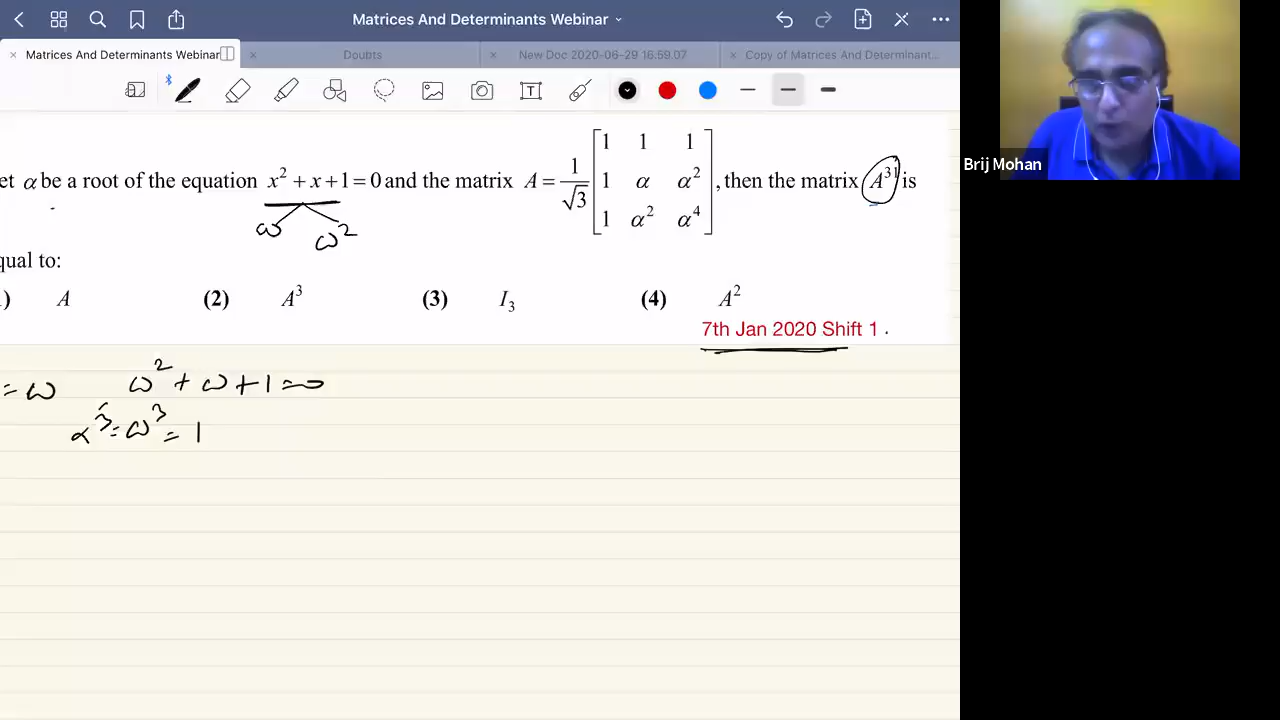 Matrices And Determinants Webinar
Matrices And Determinants Webinar
Doubts
New Doc 2020-06-29 16.59.07
Copy of Matrices And Determinant...
Brij Mohan
et α be a root of the equation x² + x + 1 = 0 and the matrix A = 1/√3 [1 1 1; 1 α α²; 1 α² α⁴], then the matrix A³¹ is
ω ω²
qual to:
) A (2) A³ (3) I₃ (4) A²
7th Jan 2020 Shift 1 .
= ω ω² + ω + 1 = 0
α³ = ω³ = 1